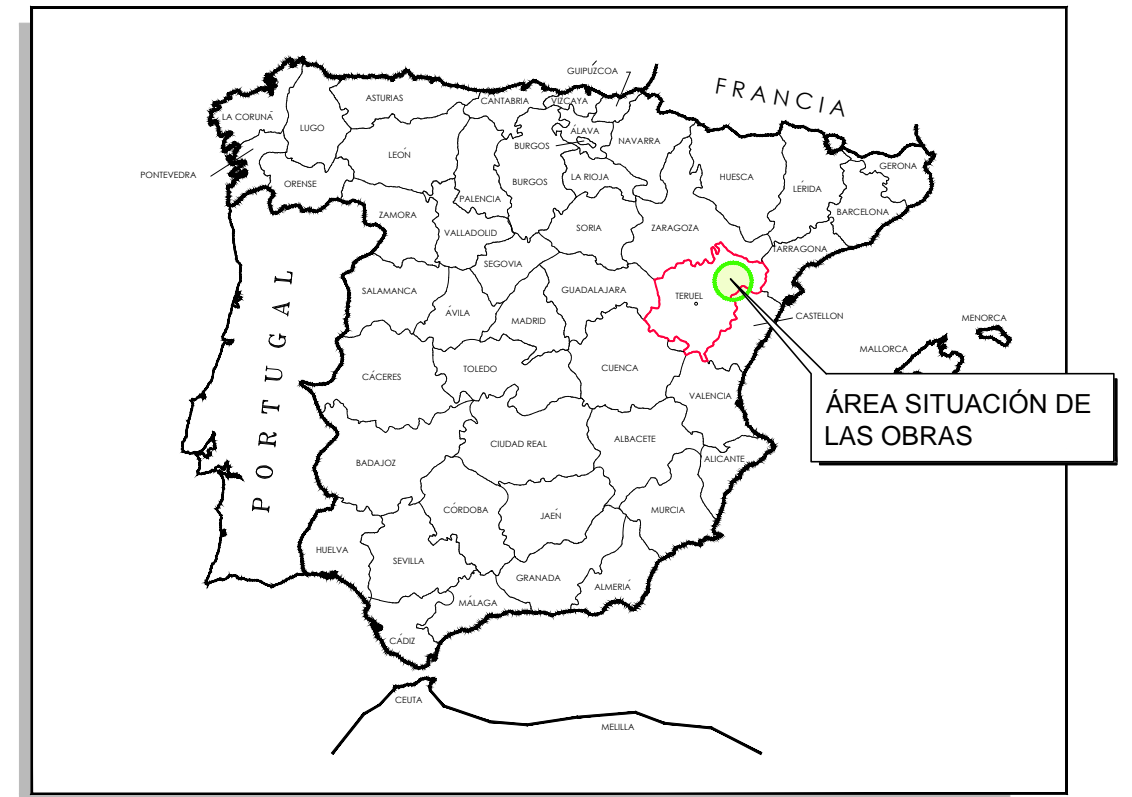 GUIPÚZCOA
FRANCIA
ASTURIAS
CANTABRIA
VIZCAYA
LA CORUNÁ
LUGO
ÁLAVA
NAVARRA
BURGOS
LEÓN
GERONA
PONTEVEDRA
ORENSE
PALENCIA
BURGOS
LA RIOJA
HUESCA
LÉRIDA
ZAMORA
BARCELONA
VALLADOLID
SORIA
ZARAGOZA
TARRAGONA
SEGOVIA
SALAMANCA
GUADALAJARA
TERUEL
ÁVILA
MADRID
CASTELLON
MENORCA
MALLORCA
PORTUGAL
CÁCERES
TOLEDO
CUENCA
VALENCIA
ÁREA SITUACIÓN DE
LAS OBRAS
CIUDAD REAL
ALBACETE
BADAJOZ
ALICANTE
CÓRDOBA
JAÉN
MURCIA
HUELVA
SEVILLA
GRANADA
ALMERIÁ
MÁLAGA
CÁDIZ
CEUTA
MELILLA